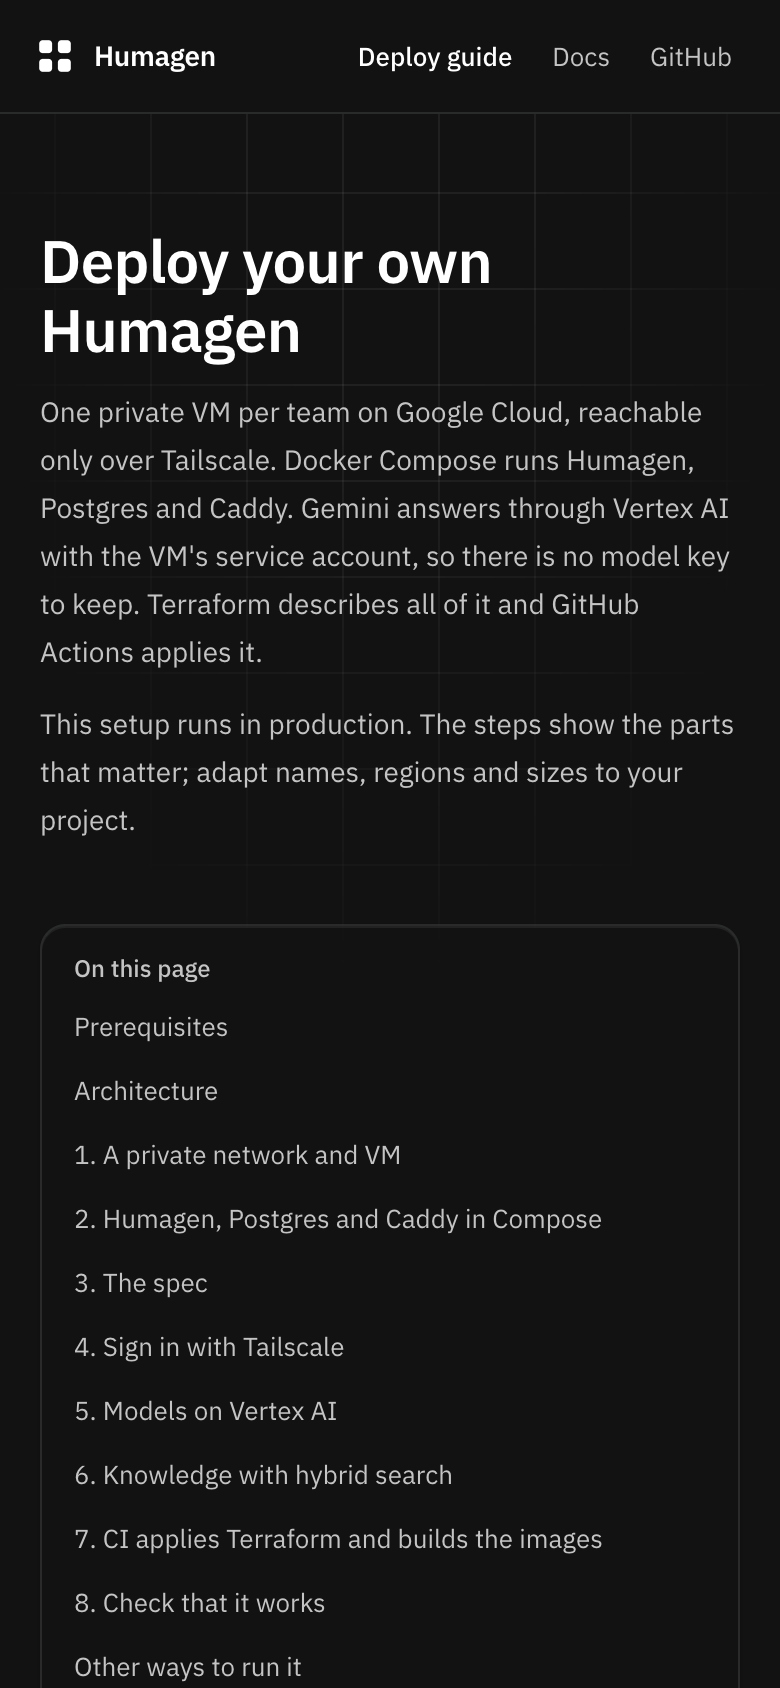 Humagen
Deploy guide
Docs
GitHub
Deploy your own
Humagen
One private VM per team on Google Cloud, reachable
only over Tailscale. Docker Compose runs Humagen,
Postgres and Caddy. Gemini answers through Vertex AI
with the VM's service account, so there is no model key
to keep. Terraform describes all of it and GitHub
Actions applies it.
This setup runs in production. The steps show the parts
that matter; adapt names, regions and sizes to your
project.
On this page
Prerequisites
Architecture
1. A private network and VM
2. Humagen, Postgres and Caddy in Compose
3. The spec
4. Sign in with Tailscale
5. Models on Vertex AI
6. Knowledge with hybrid search
7. CI applies Terraform and builds the images
8. Check that it works
Other ways to run it